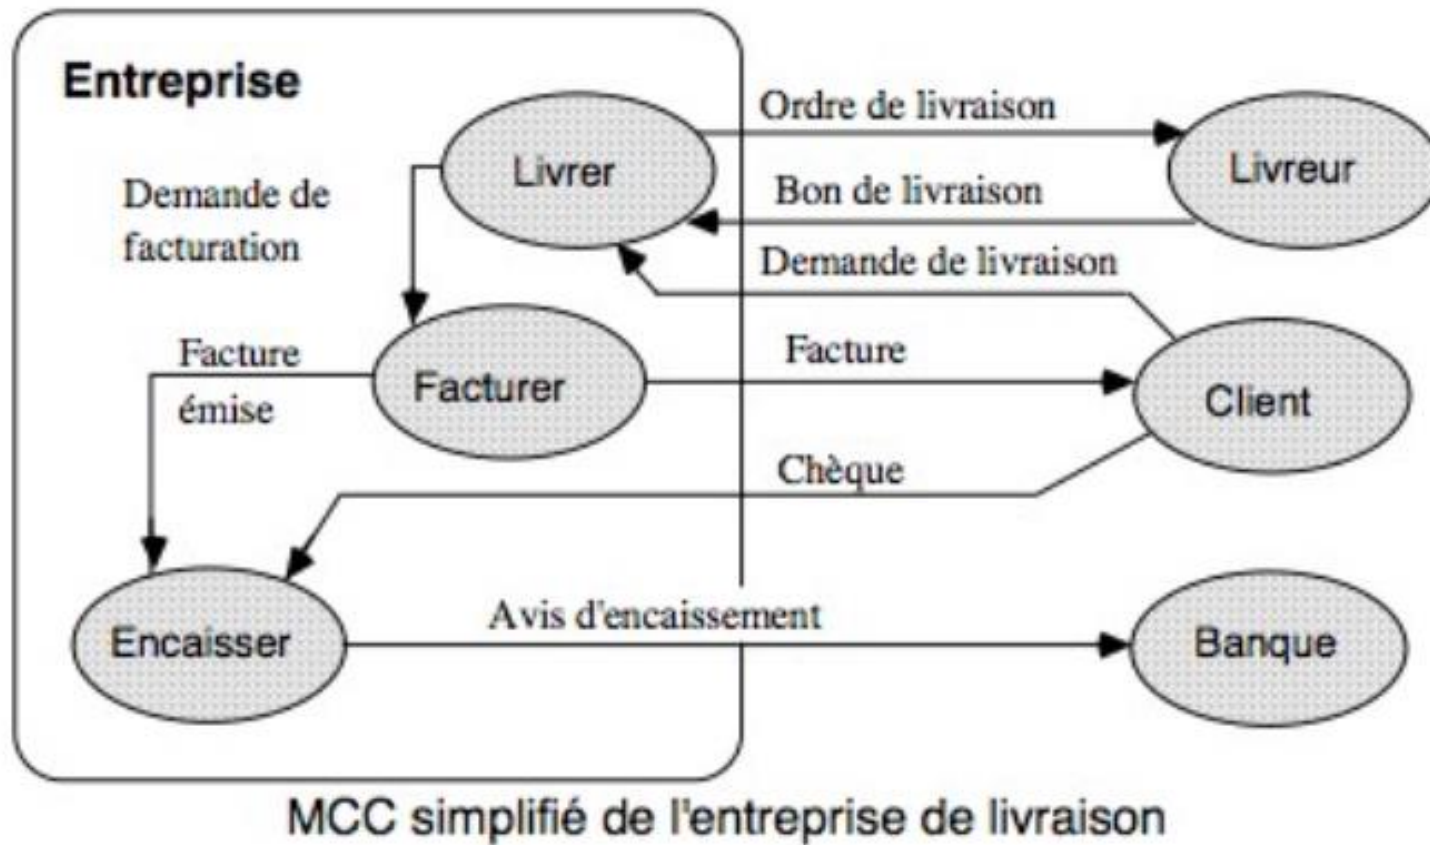 Entreprise
Ordre de livraison
Livrer
Livreur
Demande de
facturation
Bon de livraison
Demande de livraison
Facture
émise
Facture
Facturer
Client
Chèque
Encaisser
Avis d'encaissement
Banque
MCC simplifié de l'entreprise de livraison